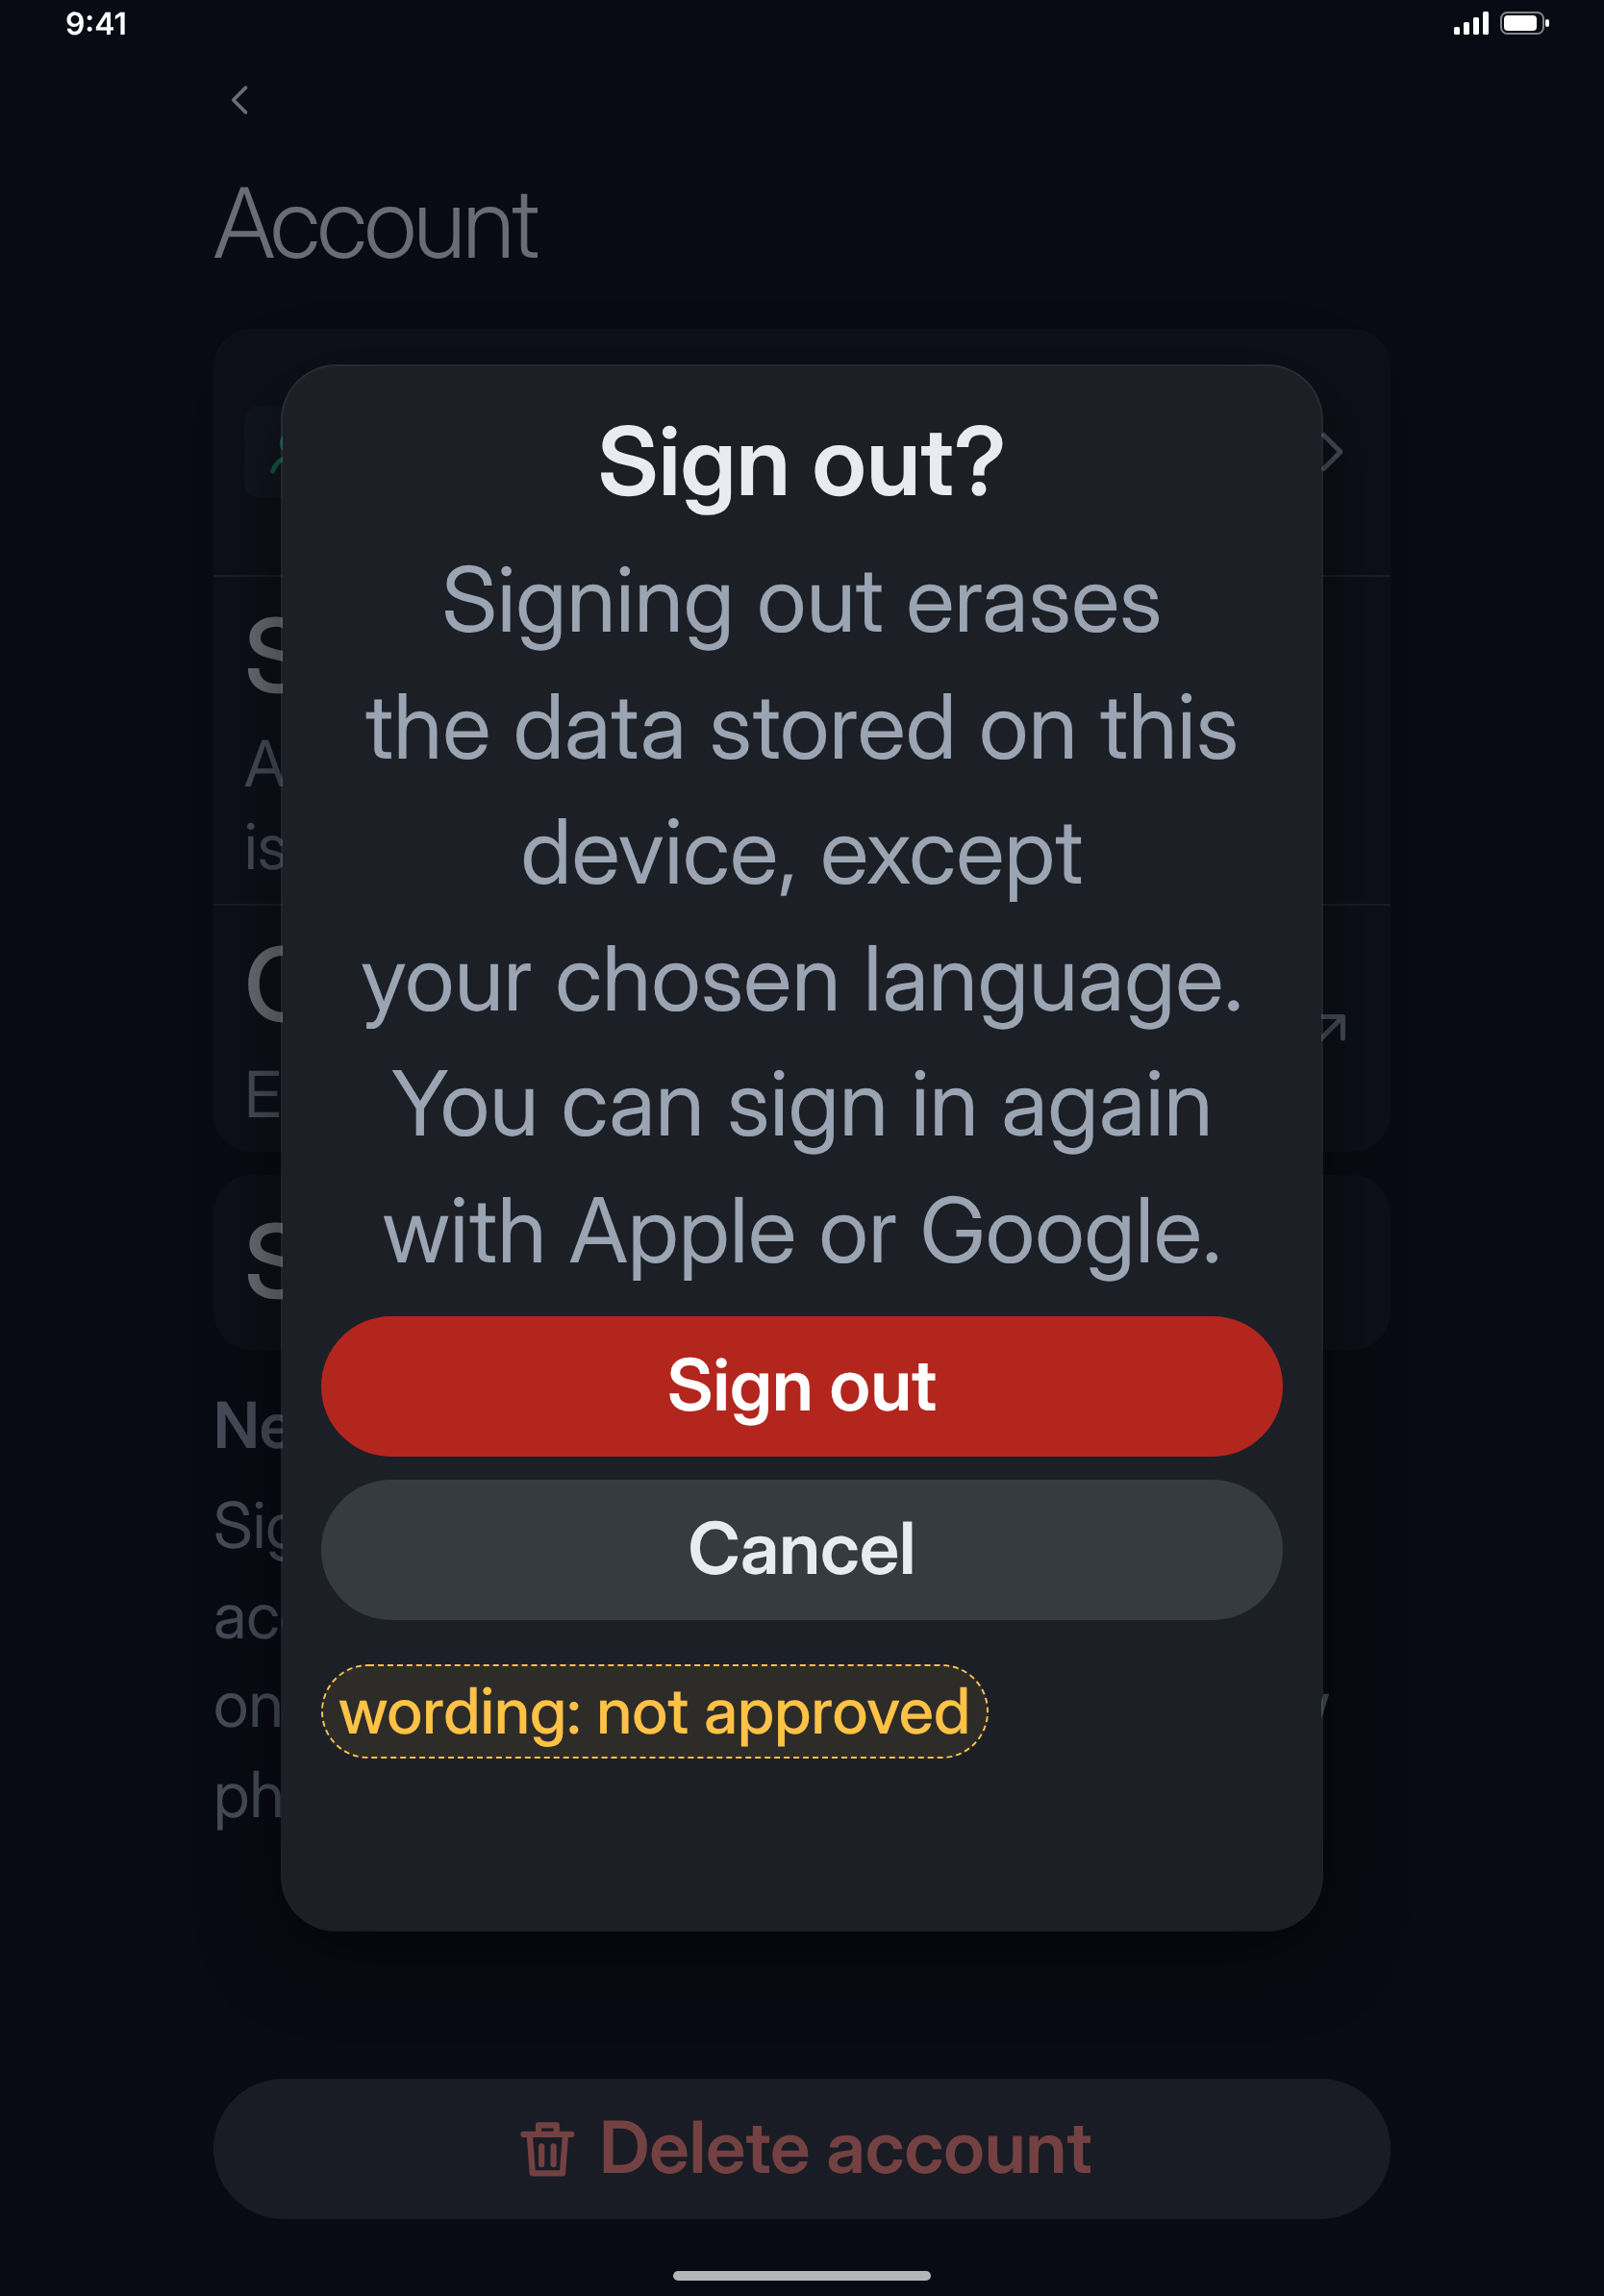 9:41
Account
Sign out?
Signing out erases
the data stored on this
device, except
your chosen language.
You can sign in again
with Apple or Google.
Sign out
Cancel
wording: not approved
Delete account